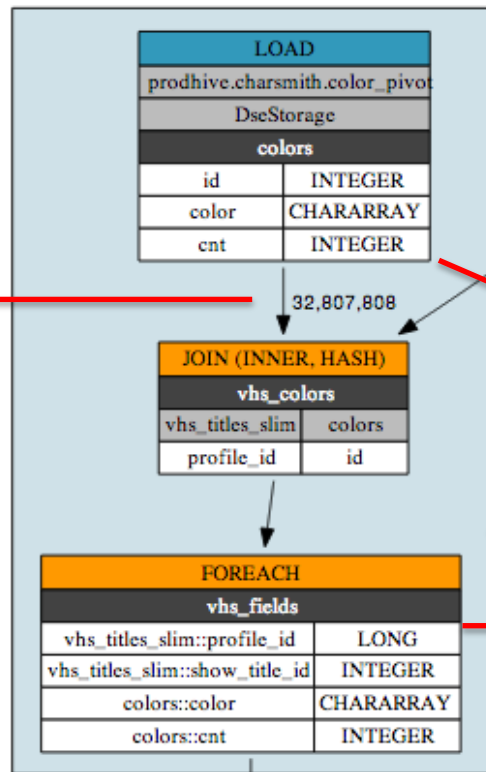 LOAD
prodhive.charsmith.color_pivot
DseStorage
colors
id INTEGER
color CHARARRAY
cnt INTEGER
32,807,808
JOIN (INNER, HASH)
vhs_colors
vhs_titles_slim colors
profile_id id
FOREACH
vhs_fields
vhs_titles_slim::profile_id LONG
vhs_titles_slim::show_title_id INTEGER
colors::color CHARARRAY
colors::cnt INTEGER